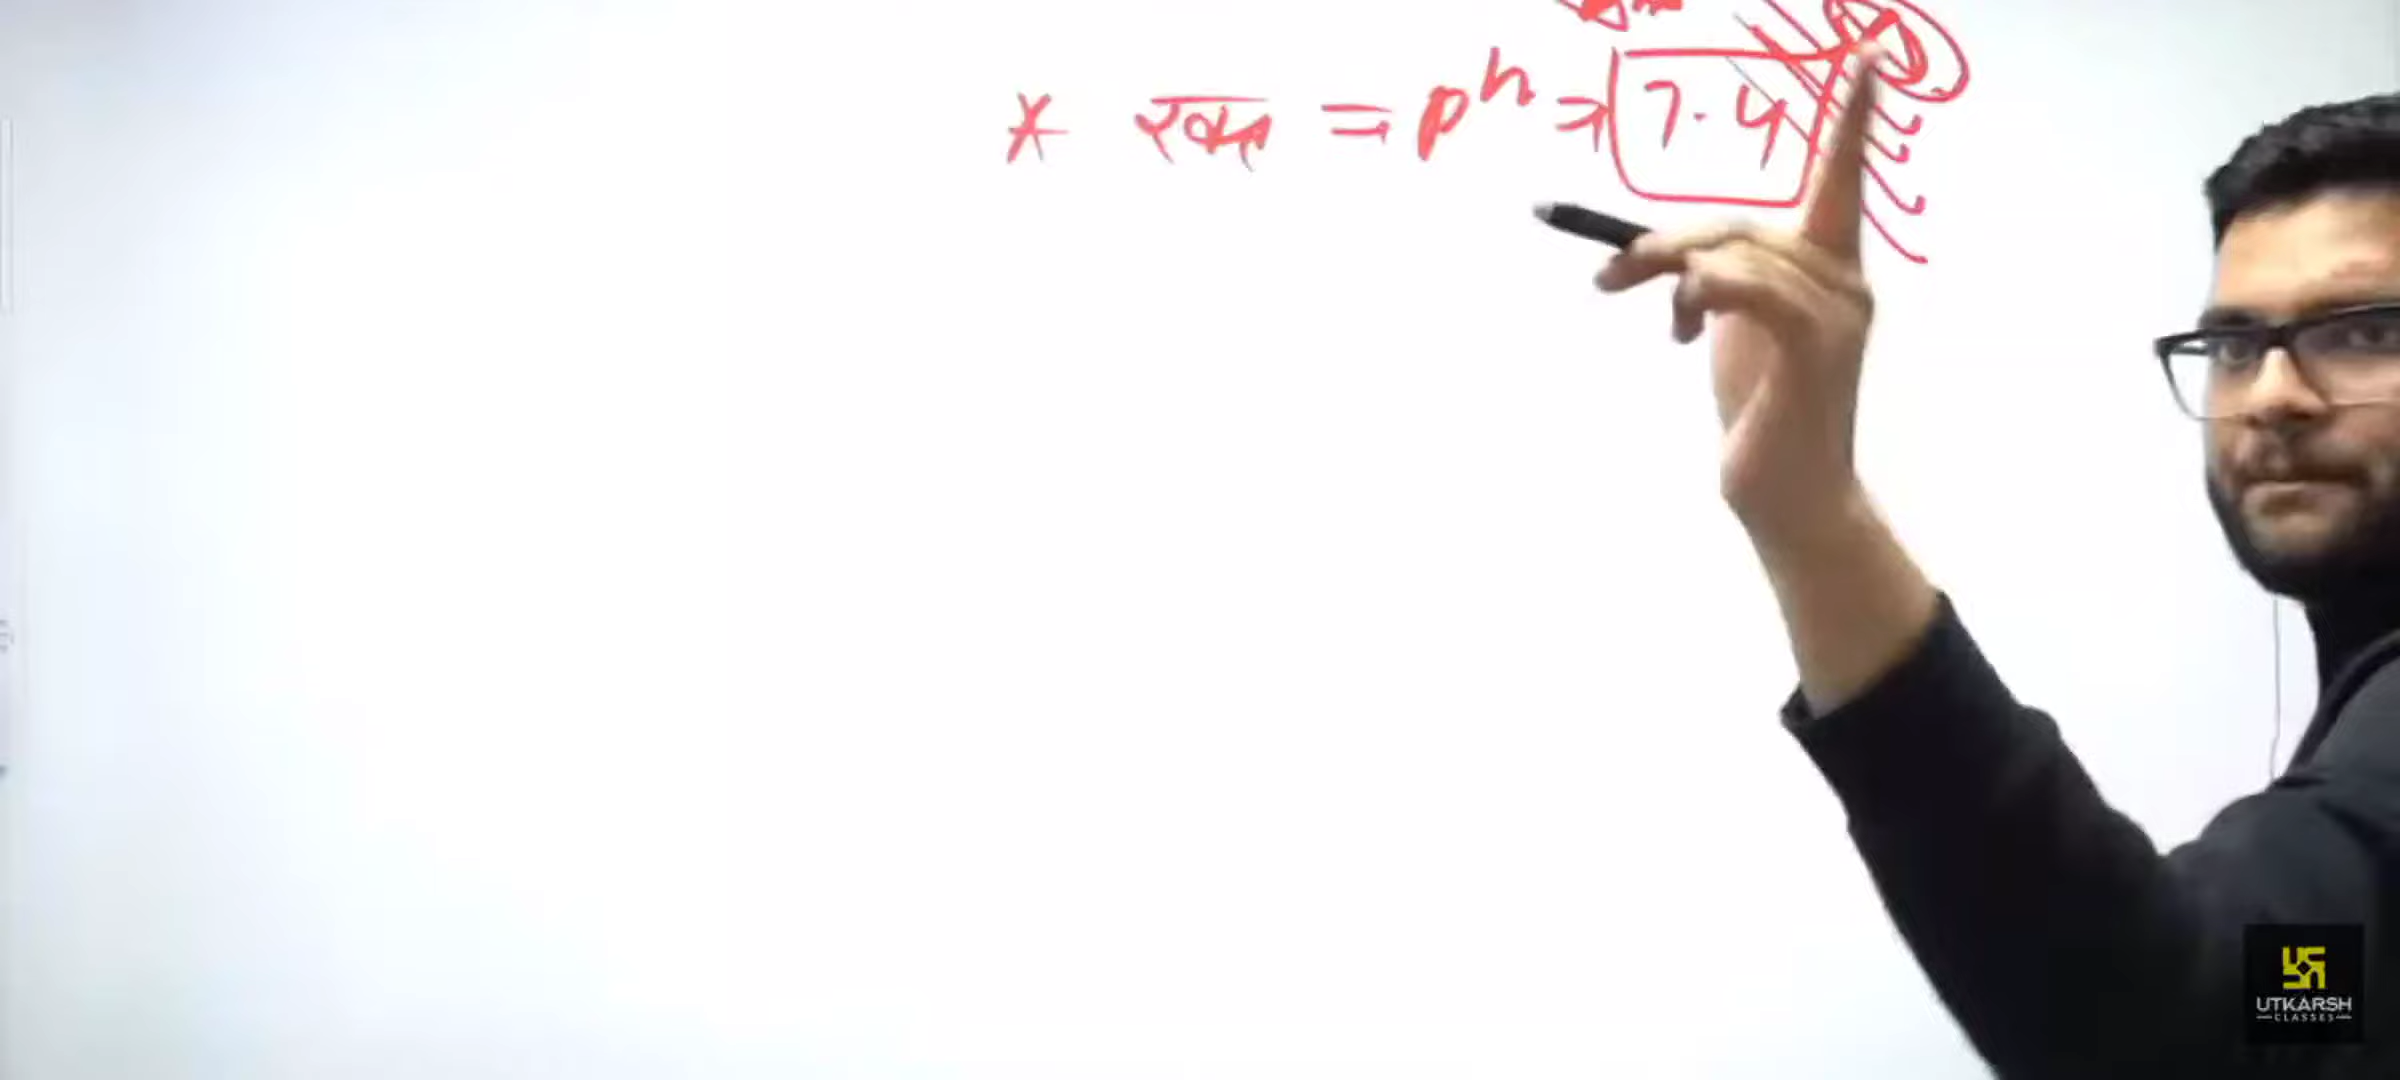 * रक्त = pH => 7.4
UTKARSH
CLASSES